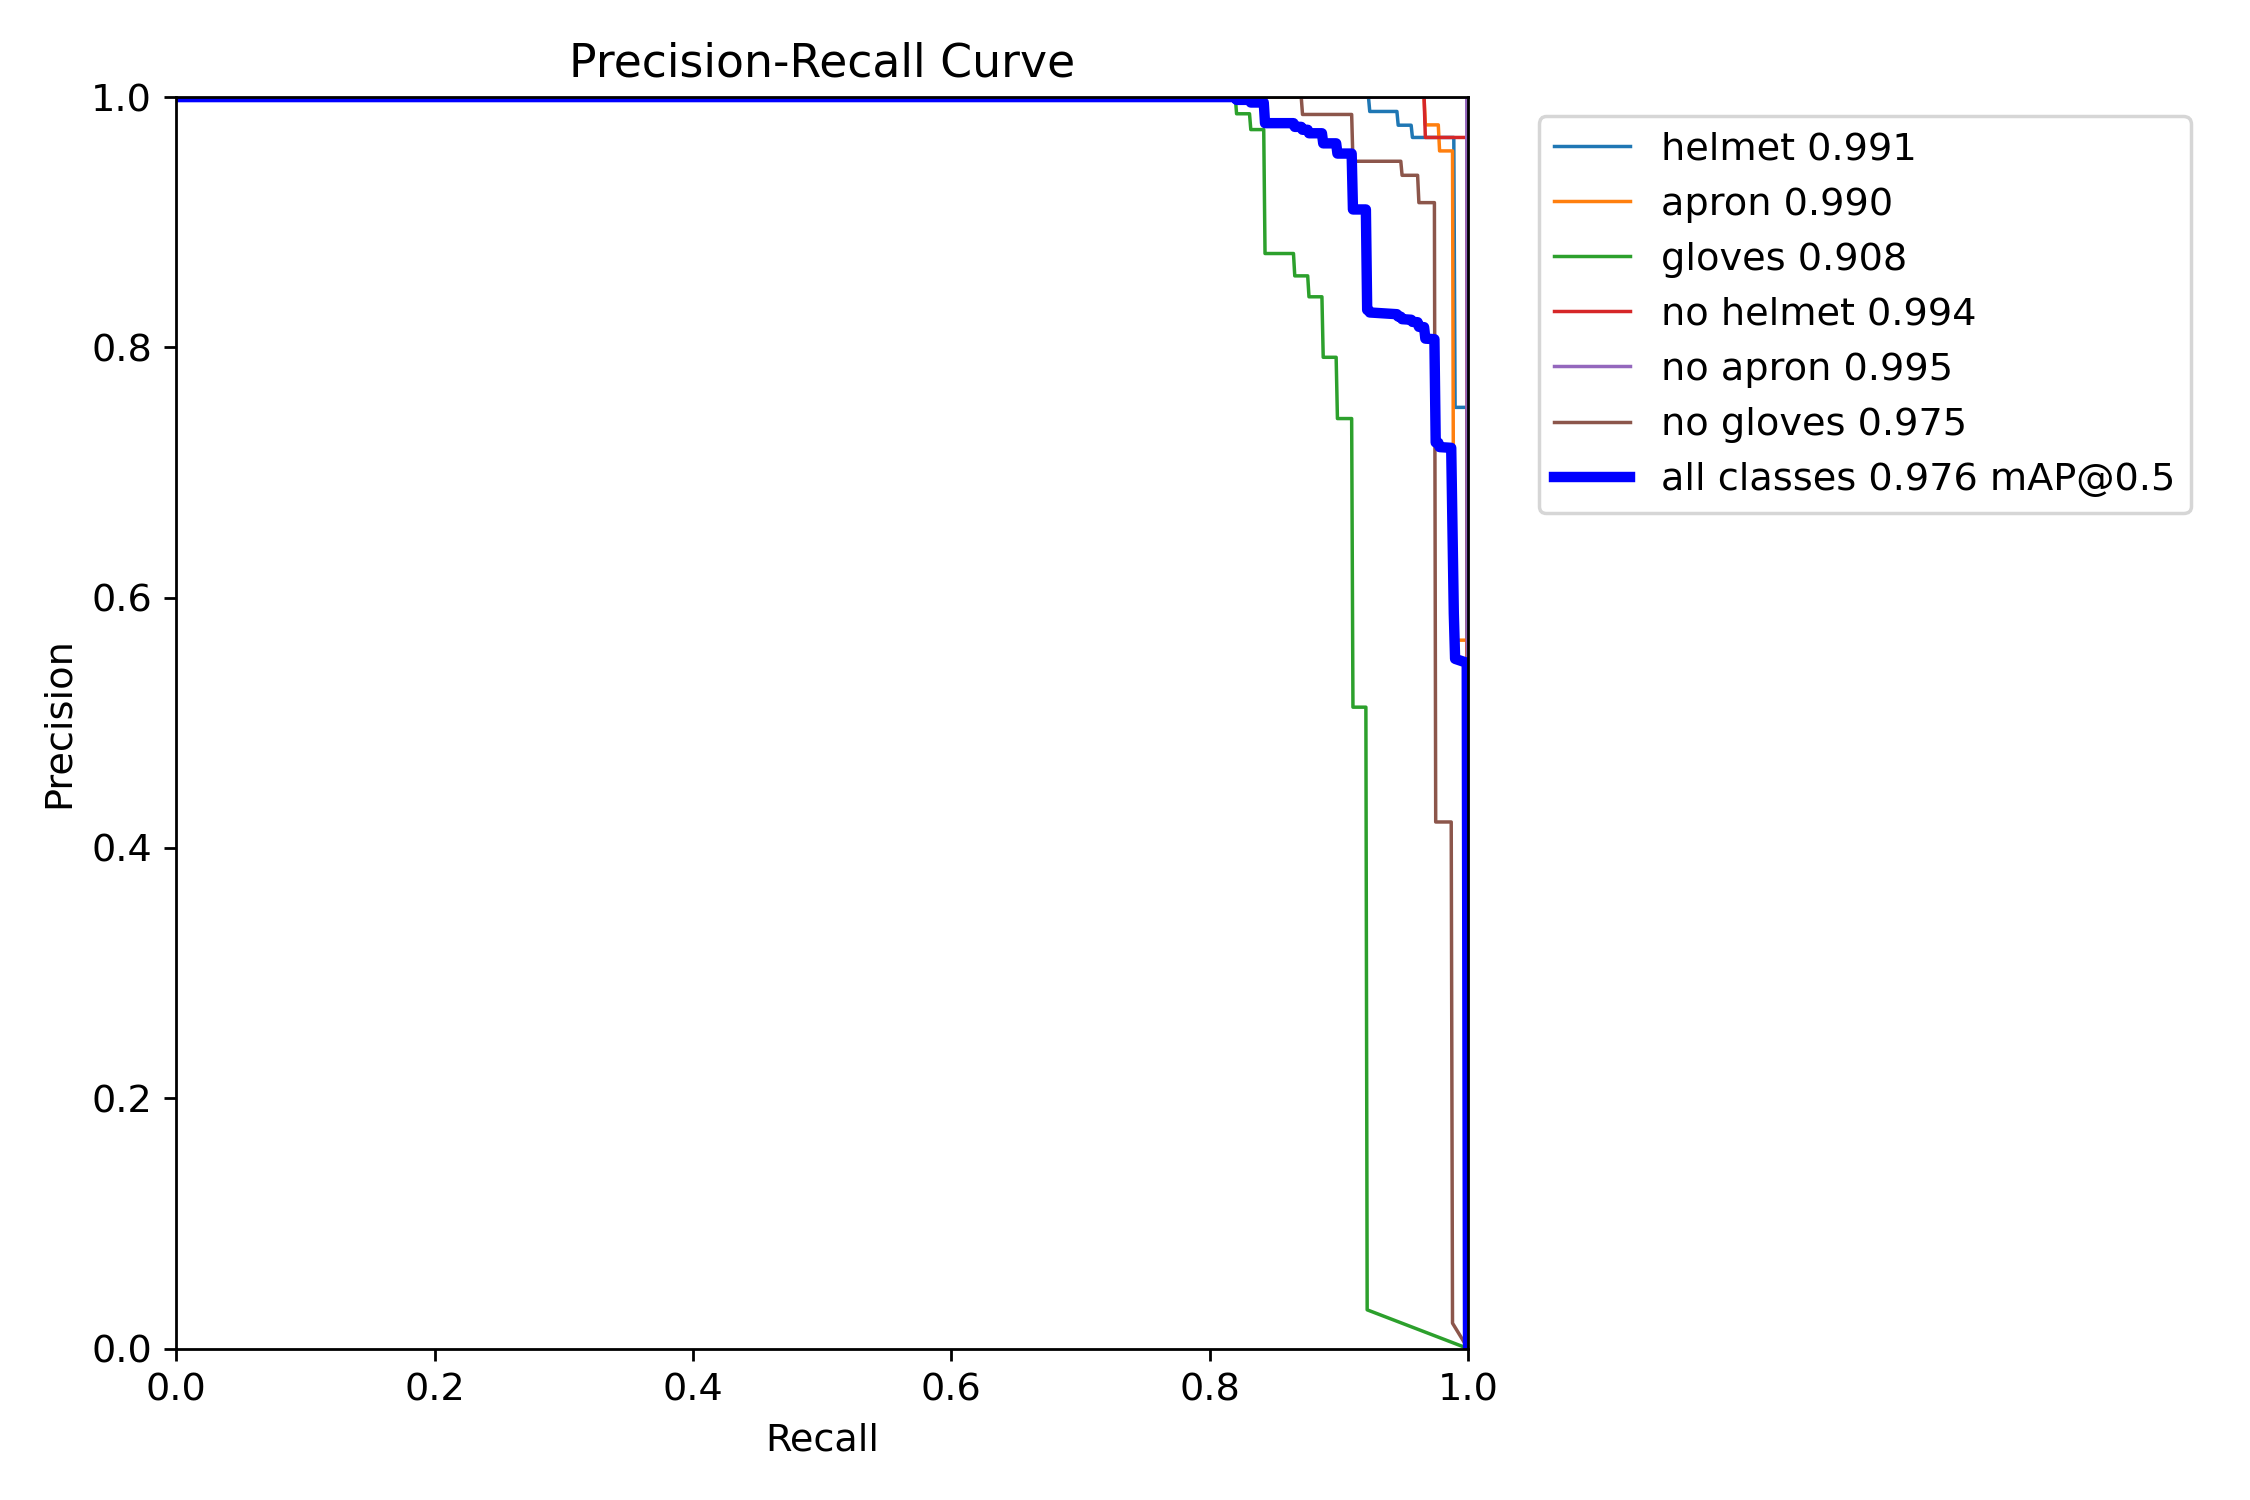 Precision-Recall Curve
1.0
0.8
0.6
0.4
0.2
0.0
Precision
0.0 0.2 0.4 0.6 0.8 1.0
Recall
helmet 0.991
apron 0.990
gloves 0.908
no helmet 0.994
no apron 0.995
no gloves 0.975
all classes 0.976 mAP@0.5